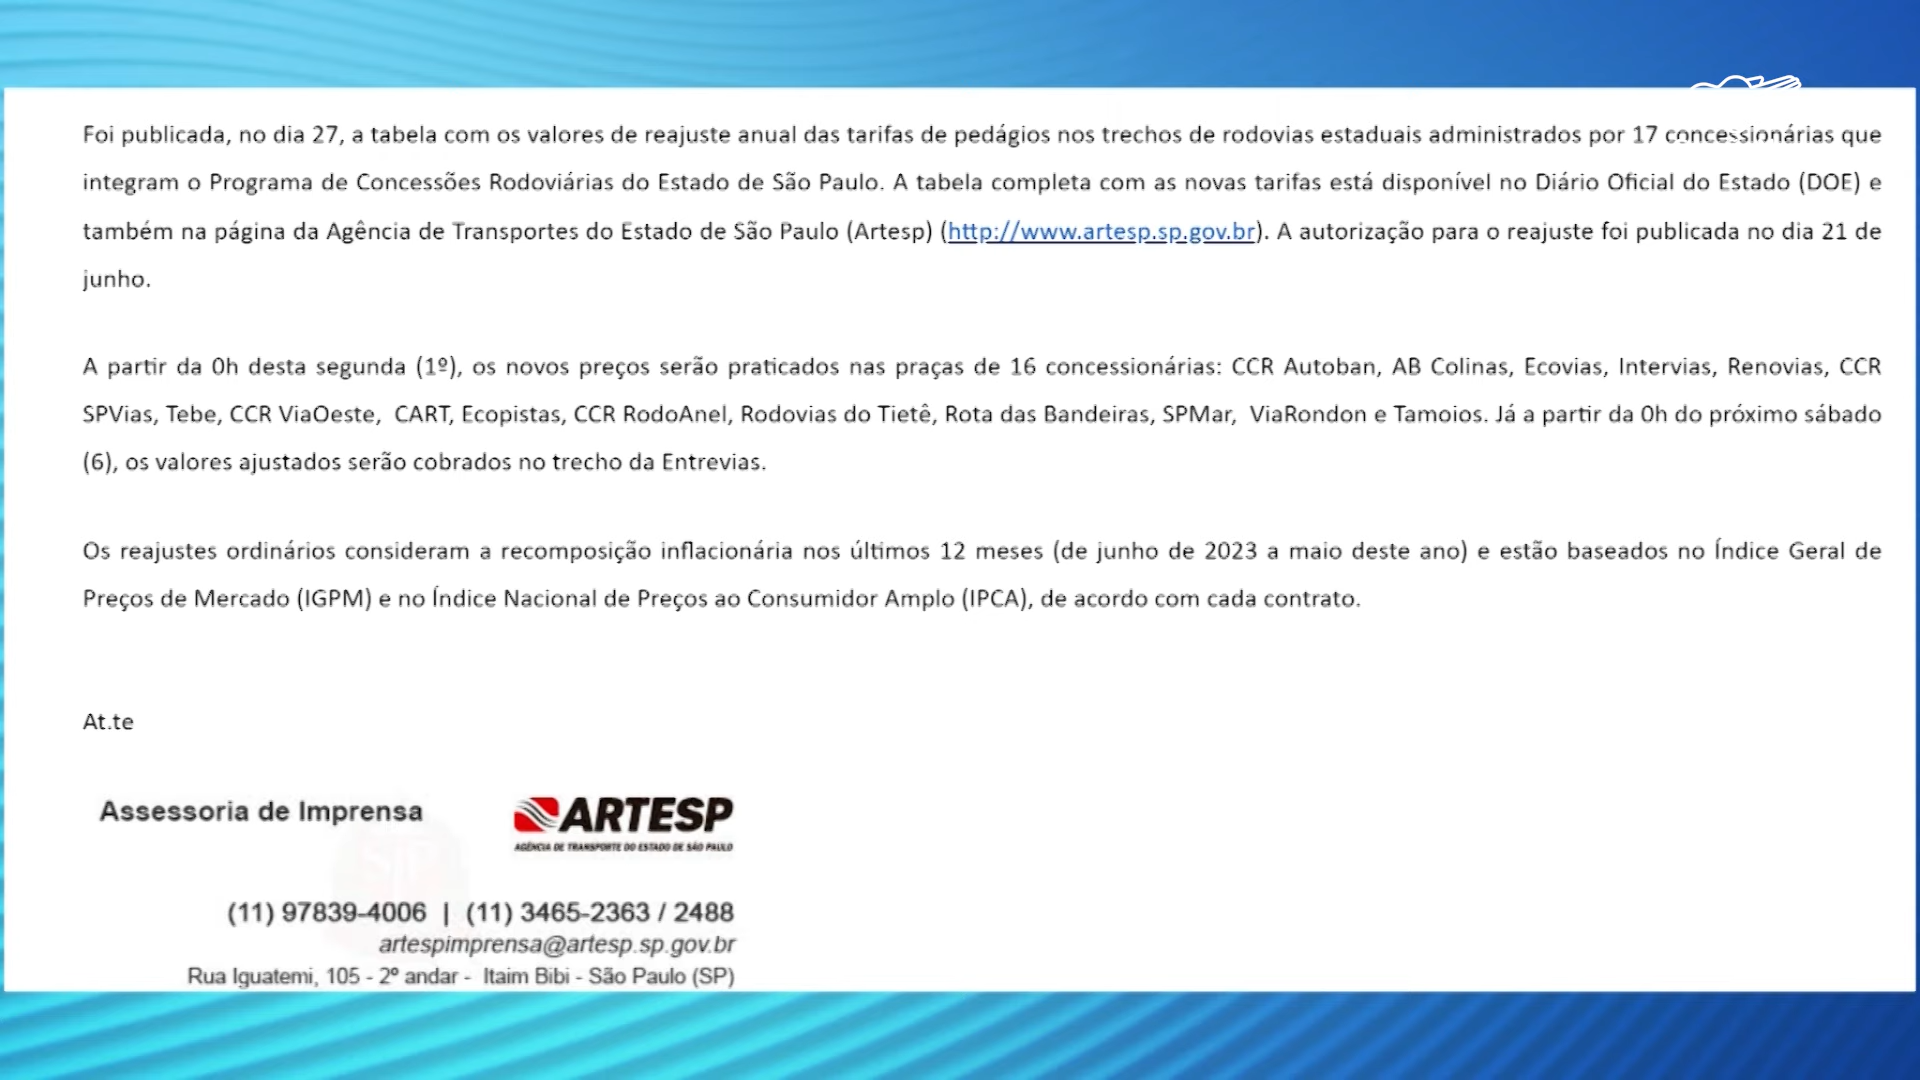 Foi publicada, no dia 27, a tabela com os valores de reajuste anual das tarifas de pedágios nos trechos de rodovias estaduais administrados por 17 concessionárias que
integram o Programa de Concessões Rodoviárias do Estado de São Paulo. A tabela completa com as novas tarifas está disponível no Diário Oficial do Estado (DOE) e
também na página da Agência de Transportes do Estado de São Paulo (Artesp) (http://www.artesp.sp.gov.br). A autorização para o reajuste foi publicada no dia 21 de
junho.
A partir da 0h desta segunda (1º), os novos preços serão praticados nas praças de 16 concessionárias: CCR Autoban, AB Colinas, Ecovias, Intervias, Renovias, CCR
SPVias, Tebe, CCR ViaOeste, CART, Ecopistas, CCR RodoAnel, Rodovias do Tietê, Rota das Bandeiras, SPMar, ViaRondon e Tamoios. Já a partir da 0h do próximo sábado
(6), os valores ajustados serão cobrados no trecho da Entrevias.
Os reajustes ordinários consideram a recomposição inflacionária nos últimos 12 meses (de junho de 2023 a maio deste ano) e estão baseados no Índice Geral de
Preços de Mercado (IGPM) e no Índice Nacional de Preços ao Consumidor Amplo (IPCA), de acordo com cada contrato.
At.te
Assessoria de Imprensa
ARTESP
AGÊNCIA DE TRANSPORTE DO ESTADO DE SÃO PAULO
(11) 97839-4006 | (11) 3465-2363 / 2488
artespimprensa@artesp.sp.gov.br
Rua Iguatemi, 105 - 2º andar - Itaim Bibi - São Paulo (SP)